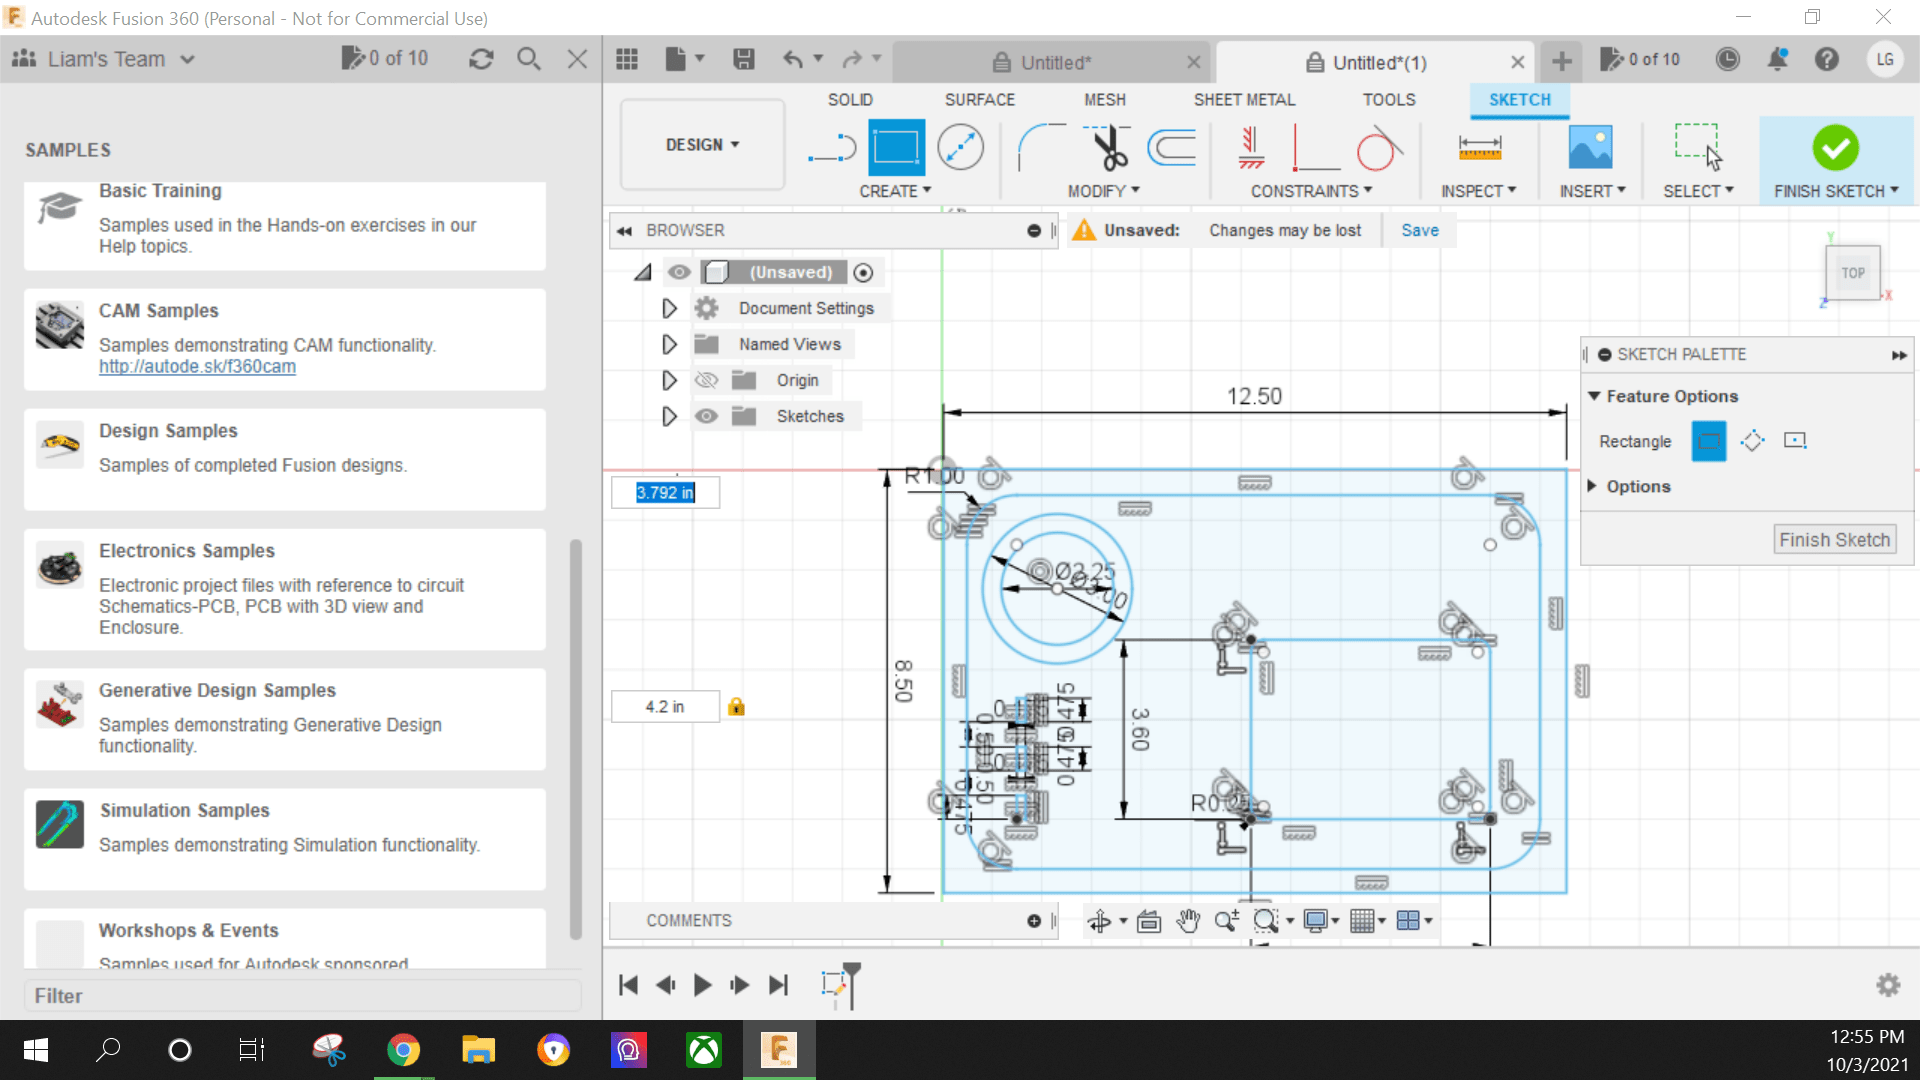 Autodesk Fusion 360 (Personal - Not for Commercial Use)
Liam's Team
0 of 10
Untitled*
Untitled*(1)
0 of 10
LG
SAMPLES
Basic Training
Samples used in the Hands-on exercises in our
Help topics.
CAM Samples
Samples demonstrating CAM functionality.
http://autode.sk/f360cam
Design Samples
Samples of completed Fusion designs.
Electronics Samples
Electronic project files with reference to circuit
Schematics-PCB, PCB with 3D view and
Enclosure.
Generative Design Samples
Samples demonstrating Generative Design
functionality.
Simulation Samples
Samples demonstrating Simulation functionality.
Workshops & Events
Samples used for Autodesk sponsored
Filter
SOLID
SURFACE
MESH
SHEET METAL
TOOLS
SKETCH
DESIGN
CREATE
MODIFY
CONSTRAINTS
INSPECT
INSERT
SELECT
FINISH SKETCH
BROWSER
Unsaved:
Changes may be lost
Save
(Unsaved)
Document Settings
Named Views
Origin
Sketches
Y
TOP
X
Z
SKETCH PALETTE
Feature Options
Rectangle
Options
Finish Sketch
12.50
R1.00
3.792 in
Ø2.25
8.50
4.2 in
0.475
0.475
3.60
0.50
0.475
COMMENTS
12:55 PM
10/3/2021